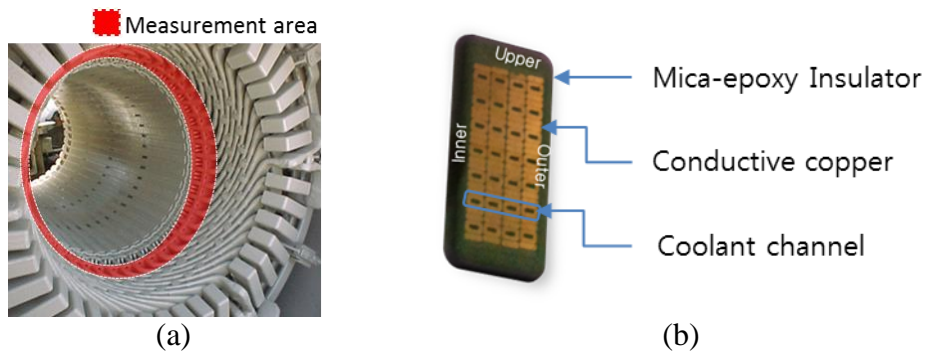 Measurement area
Upper
Inner
Outer
Mica-epoxy Insulator
Conductive copper
Coolant channel
(a)
(b)